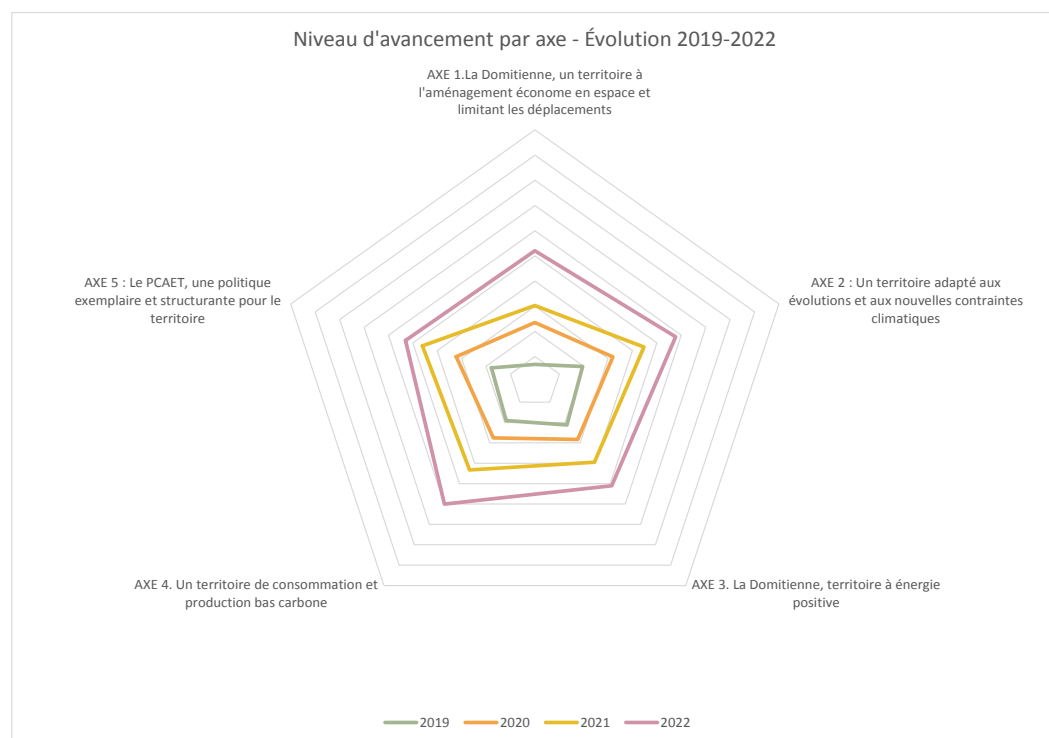 Niveau d'avancement par axe - Évolution 2019-2022
AXE 1.La Domitienne, un territoire à
l'aménagement économe en espace et
limitant les déplacements
AXE 5 : Le PCAET, une politique
exemplaire et structurante pour le
territoire
AXE 2 : Un territoire adapté aux
évolutions et aux nouvelles contraintes
climatiques
AXE 4. Un territoire de consommation et
production bas carbone
AXE 3. La Domitienne, territoire à énergie
positive
2019 2020 2021 2022